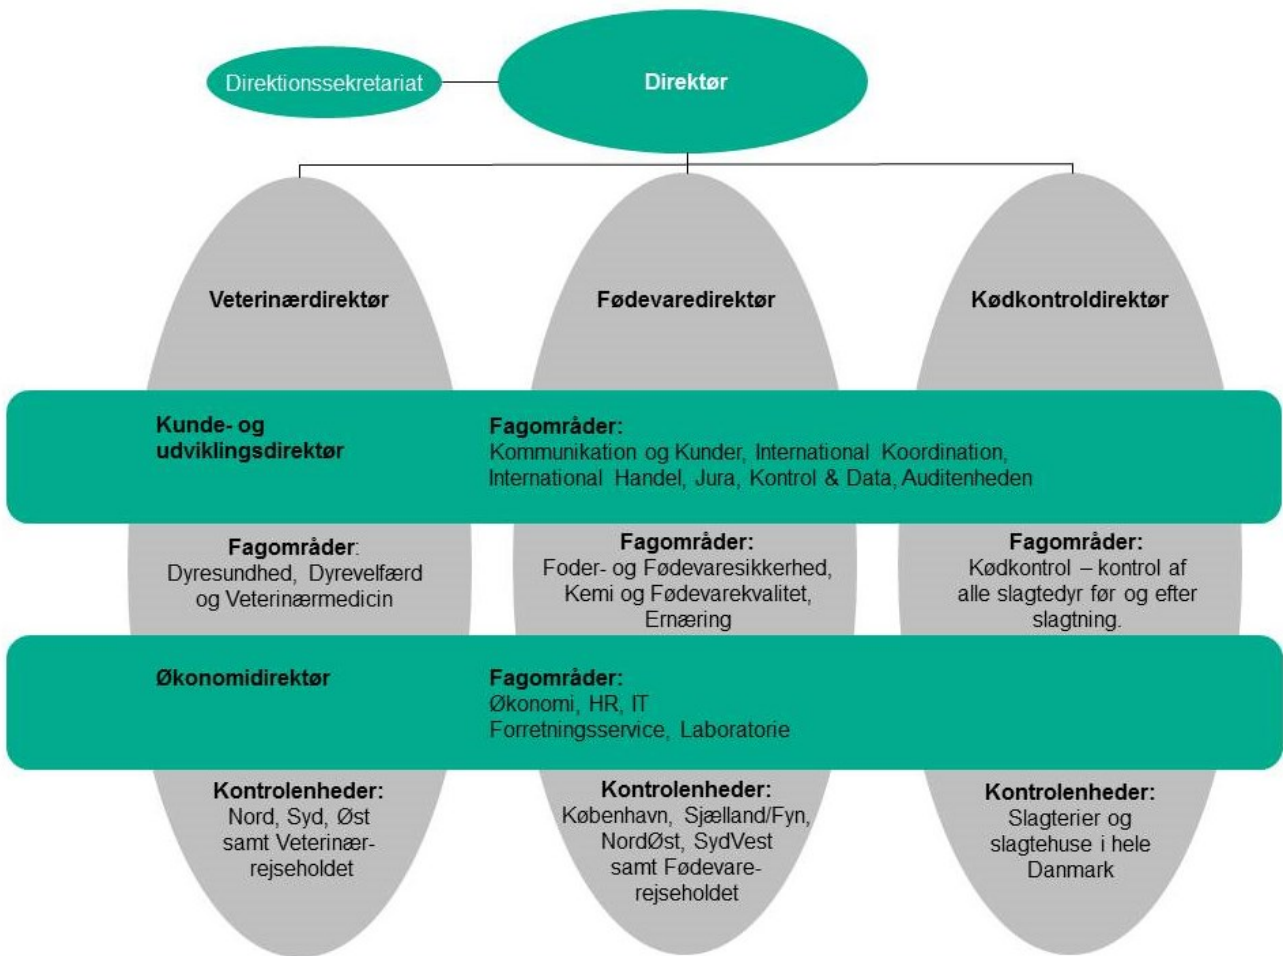 Direktionssekretariat
Direktør
Veterinærdirektør
Fødevaredirektør
Kødkontroldirektør
Kunde- og
udviklingsdirektør
Fagområder:
Kommunikation og Kunder, International Koordination,
International Handel, Jura, Kontrol & Data, Auditenheden
Fagområder:
Dyresundhed, Dyrevelfærd
og Veterinærmedicin
Fagområder:
Foder- og Fødevaresikkerhed,
Kemi og Fødevarekvalitet,
Ernæring
Fagområder:
Kødkontrol – kontrol af
alle slagtedyr før og efter
slagtning.
Økonomidirektør
Fagområder:
Økonomi, HR, IT
Forretningsservice, Laboratorie
Kontrolenheder:
Nord, Syd, Øst
samt Veterinær-
rejseholdet
Kontrolenheder:
København, Sjælland/Fyn,
NordØst, SydVest
samt Fødevare-
rejseholdet
Kontrolenheder:
Slagterier og
slagtehuse i hele
Danmark